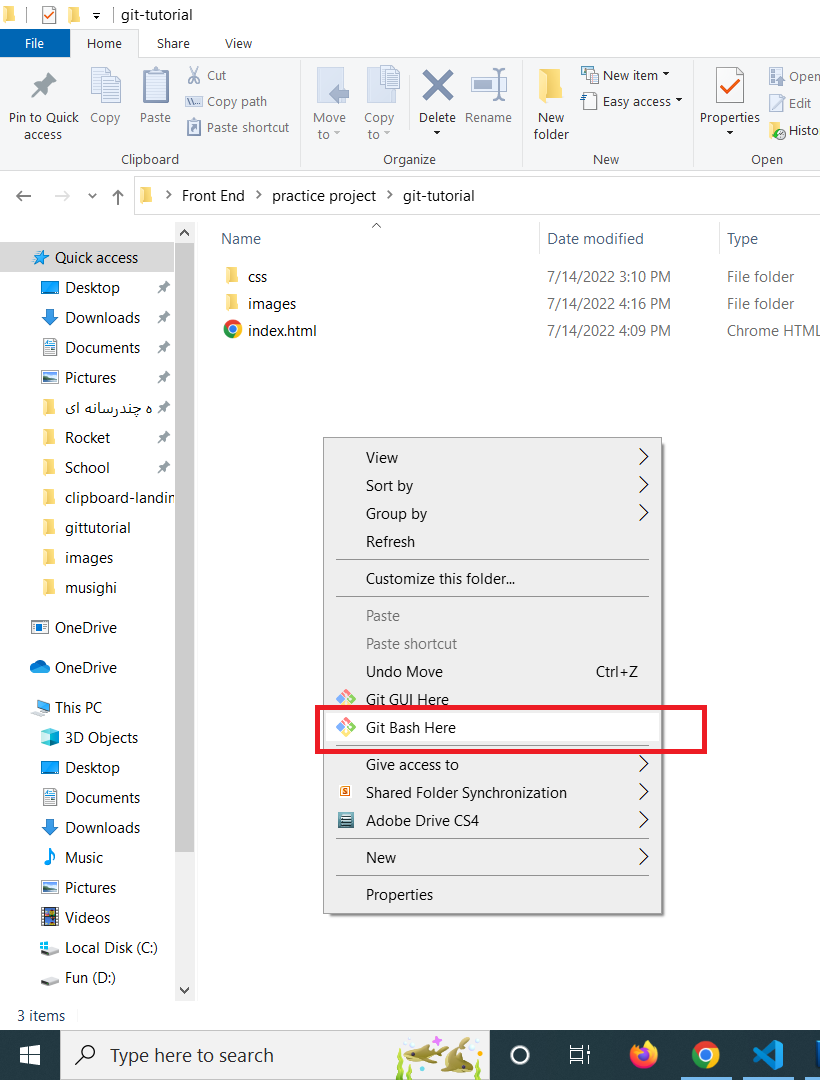 git-tutorial
File Home Share View
Pin to Quick access
Copy
Paste
Cut
Copy path
Paste shortcut
Clipboard
Move to
Copy to
Delete
Rename
Organize
New folder
New item
Easy access
New
Properties
Open
Edit
Histo
Open
Front End > practice project > git-tutorial
Name Date modified Type
css 7/14/2022 3:10 PM File folder
images 7/14/2022 4:16 PM File folder
index.html 7/14/2022 4:09 PM Chrome HTML
Quick access
Desktop
Downloads
Documents
Pictures
ه چندرسانه ای
Rocket
School
clipboard-landin
gittutorial
images
musighi
OneDrive
OneDrive
This PC
3D Objects
Desktop
Documents
Downloads
Music
Pictures
Videos
Local Disk (C:)
Fun (D:)
View
Sort by
Group by
Refresh
Customize this folder...
Paste
Paste shortcut
Undo Move Ctrl+Z
Git GUI Here
Git Bash Here
Give access to
Shared Folder Synchronization
Adobe Drive CS4
New
Properties
3 items
Type here to search